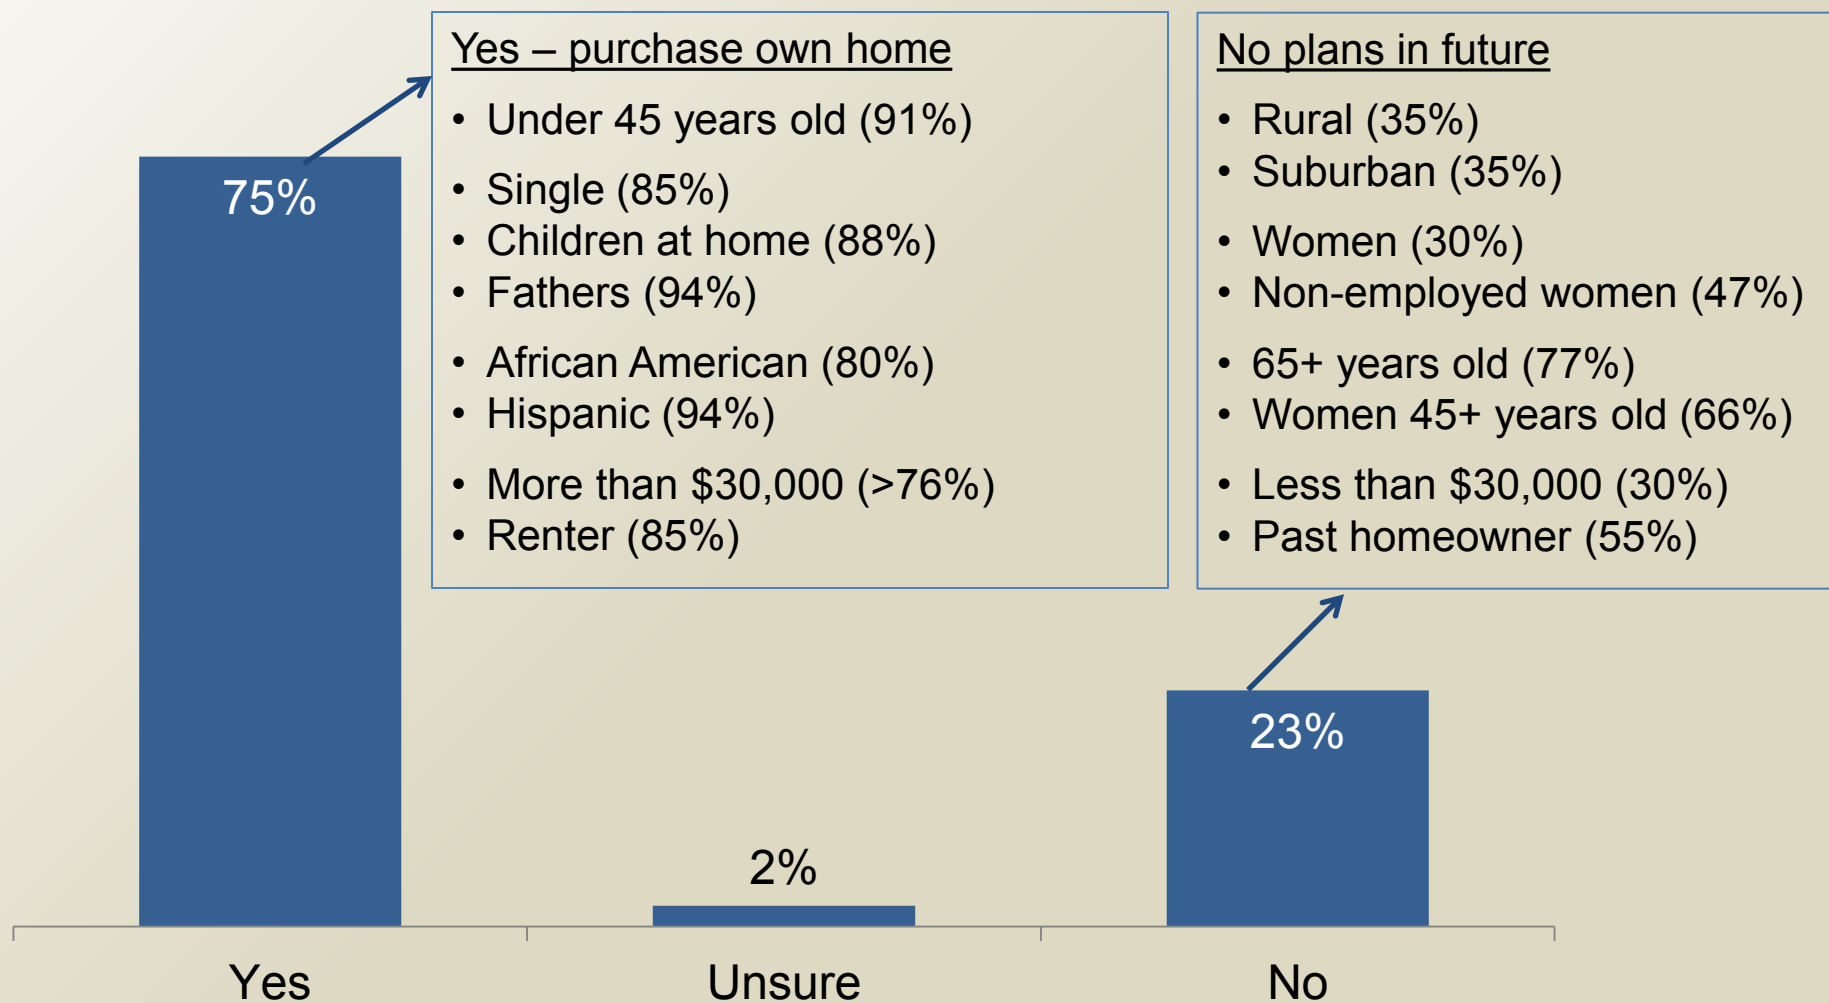 Yes – purchase own home
• Under 45 years old (91%)
• Single (85%)
• Children at home (88%)
• Fathers (94%)
• African American (80%)
• Hispanic (94%)
• More than $30,000 (>76%)
• Renter (85%)
No plans in future
• Rural (35%)
• Suburban (35%)
• Women (30%)
• Non-employed women (47%)
• 65+ years old (77%)
• Women 45+ years old (66%)
• Less than $30,000 (30%)
• Past homeowner (55%)
75%
2%
23%
Yes
Unsure
No